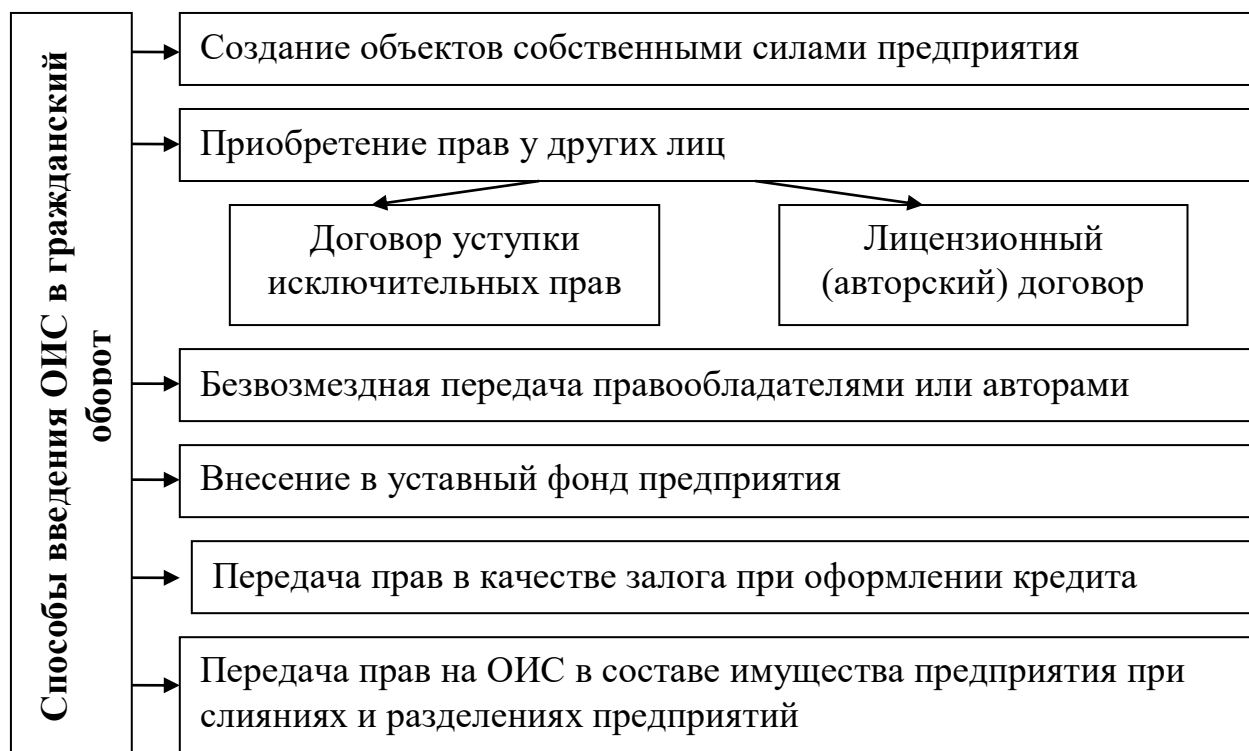 Способы введения ОИС в гражданский
оборот
Создание объектов собственными силами предприятия
Приобретение прав у других лиц
Договор уступки
исключительных прав
Лицензионный
(авторский) договор
Безвозмездная передача правообладателями или авторами
Внесение в уставный фонд предприятия
Передача прав в качестве залога при оформлении кредита
Передача прав на ОИС в составе имущества предприятия при
слияниях и разделениях предприятий